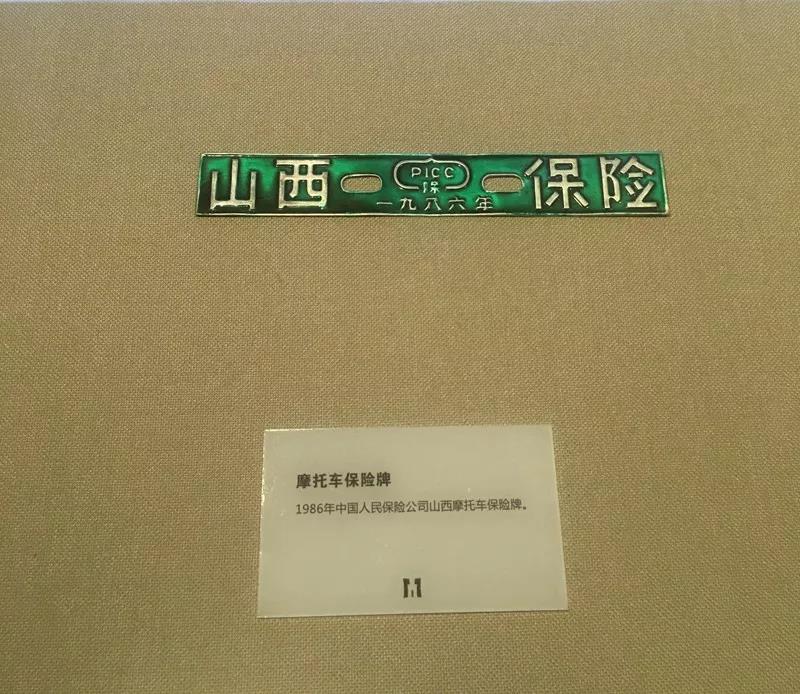 山西 PICC 保险
保
一九八六年
摩托车保险牌
1986年中国人民保险公司山西摩托车保险牌。